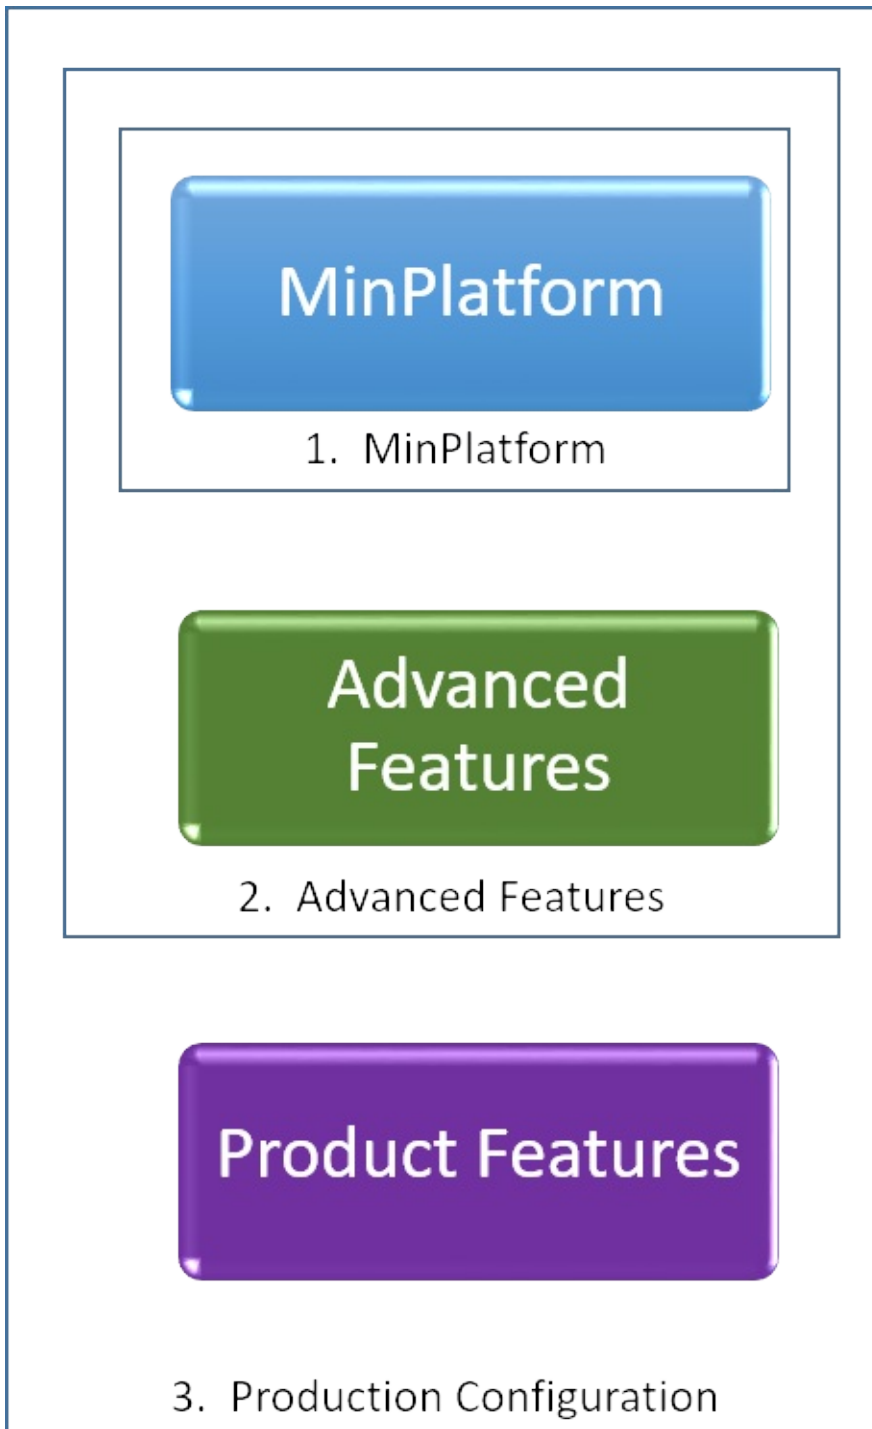 MinPlatform
1. MinPlatform
Advanced
Features
2. Advanced Features
Product Features
3. Production Configuration